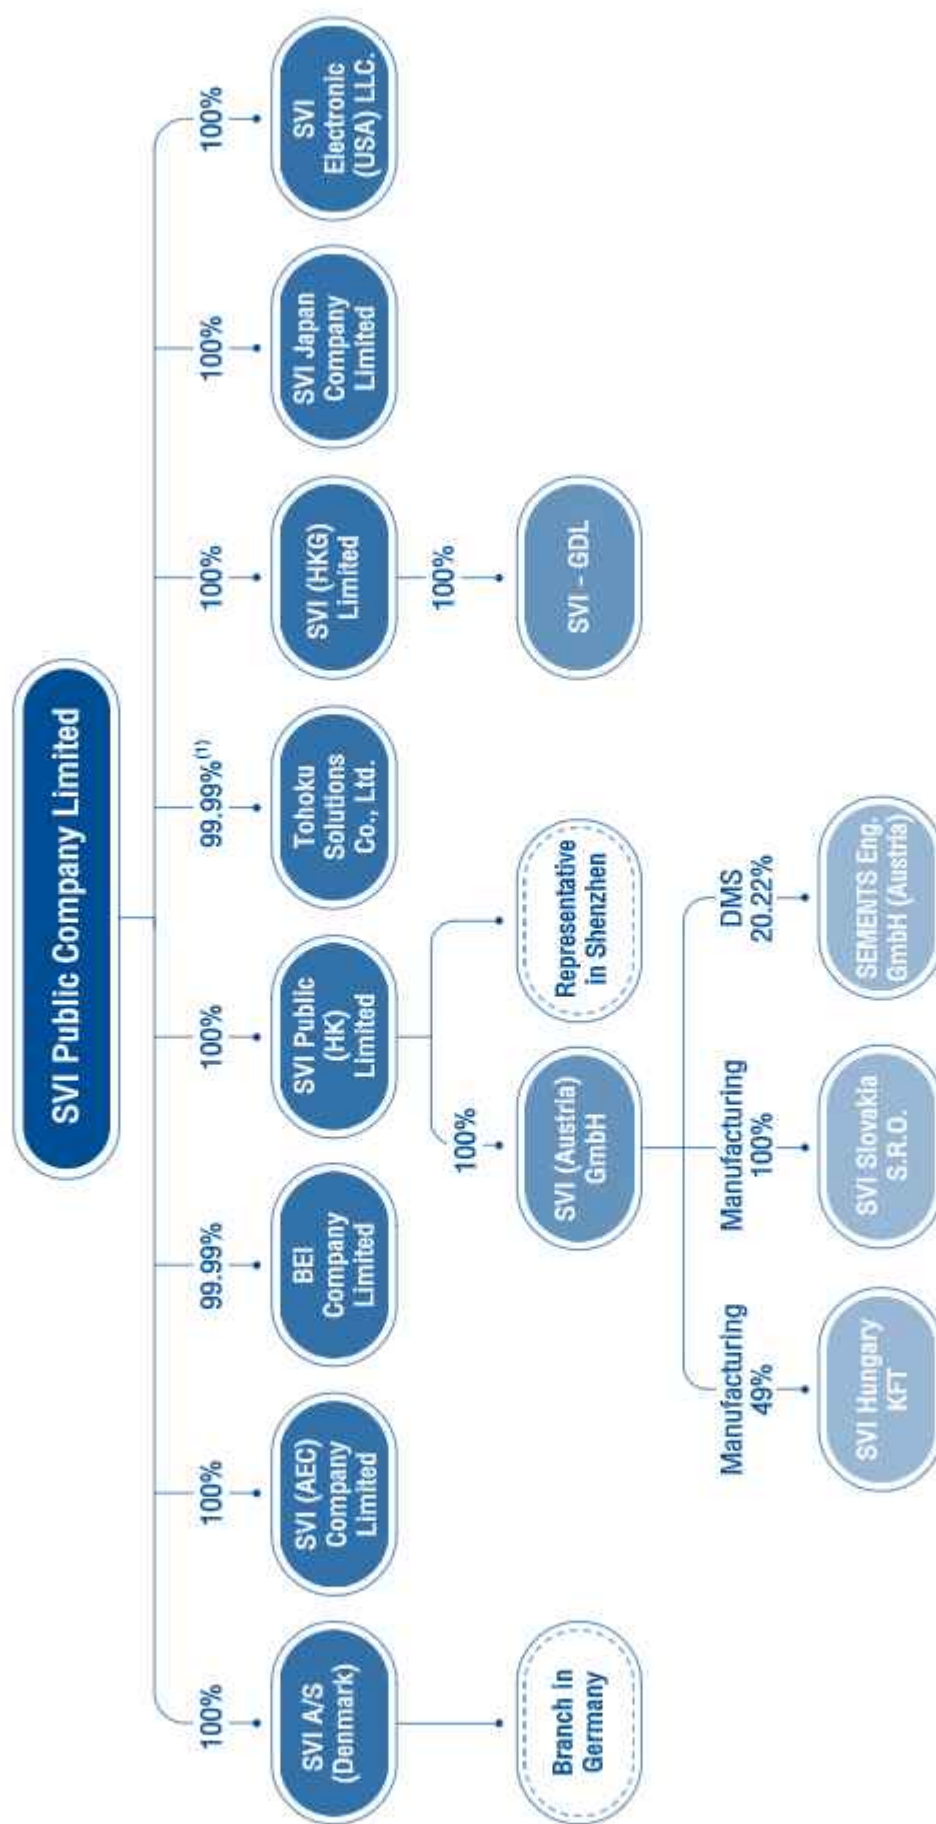 SVI Public Company Limited
100%
100%
99.99%
100%
99.99%(1)
100%
100%
100%
SVI A/S
(Denmark)
SVI (AEC)
Company
Limited
BEI
Company
Limited
SVI Public
(HK)
Limited
Tohoku
Solutions
Co., Ltd.
SVI (HKG)
Limited
SVI Japan
Company
Limited
SVI
Electronic
(USA) LLC.
100%
100%
Branch in
Germany
SVI (Austria)
GmbH
Representative
in Shenzhen
SVI – GDL
Manufacturing
49%
Manufacturing
100%
DMS
20.22%
SVI Hungary
KFT
SVI Slovakia
S.R.O.
SEMENTS Eng.
GmbH (Austria)